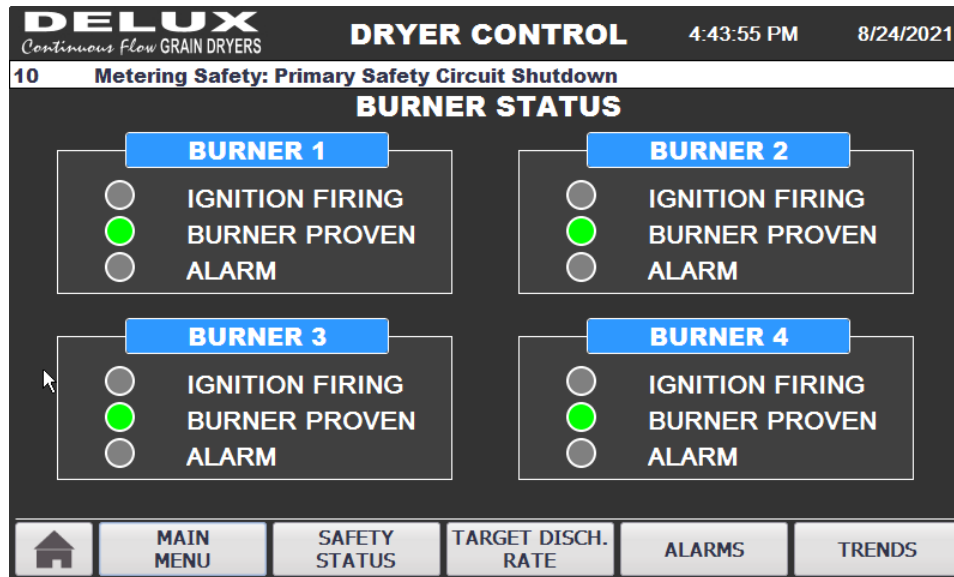 DELUX
Continuous Flow GRAIN DRYERS
DRYER CONTROL
4:43:55 PM
8/24/2021
10 Metering Safety: Primary Safety Circuit Shutdown
BURNER STATUS
BURNER 1
IGNITION FIRING
BURNER PROVEN
ALARM
BURNER 2
IGNITION FIRING
BURNER PROVEN
ALARM
BURNER 3
IGNITION FIRING
BURNER PROVEN
ALARM
BURNER 4
IGNITION FIRING
BURNER PROVEN
ALARM
MAIN
MENU
SAFETY
STATUS
TARGET DISCH.
RATE
ALARMS
TRENDS